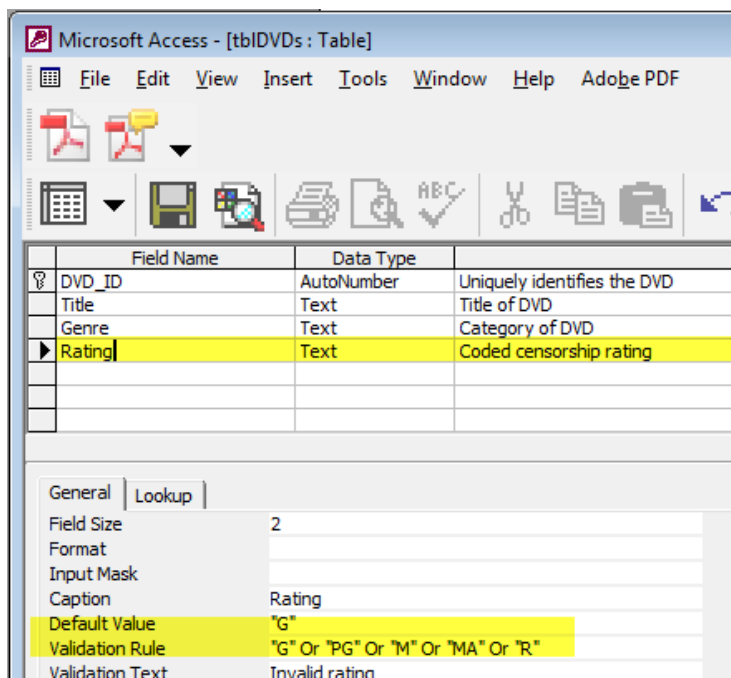 Microsoft Access - [tblDVDs : Table]
File Edit View Insert Tools Window Help Adobe PDF
ABC
Field Name Data Type
DVD_ID AutoNumber Uniquely identifies the DVD
Title Text Title of DVD
Genre Text Category of DVD
Rating Text Coded censorship rating
General Lookup
Field Size 2
Format
Input Mask
Caption Rating
Default Value "G"
Validation Rule "G" Or "PG" Or "M" Or "MA" Or "R"
Validation Text Invalid rating